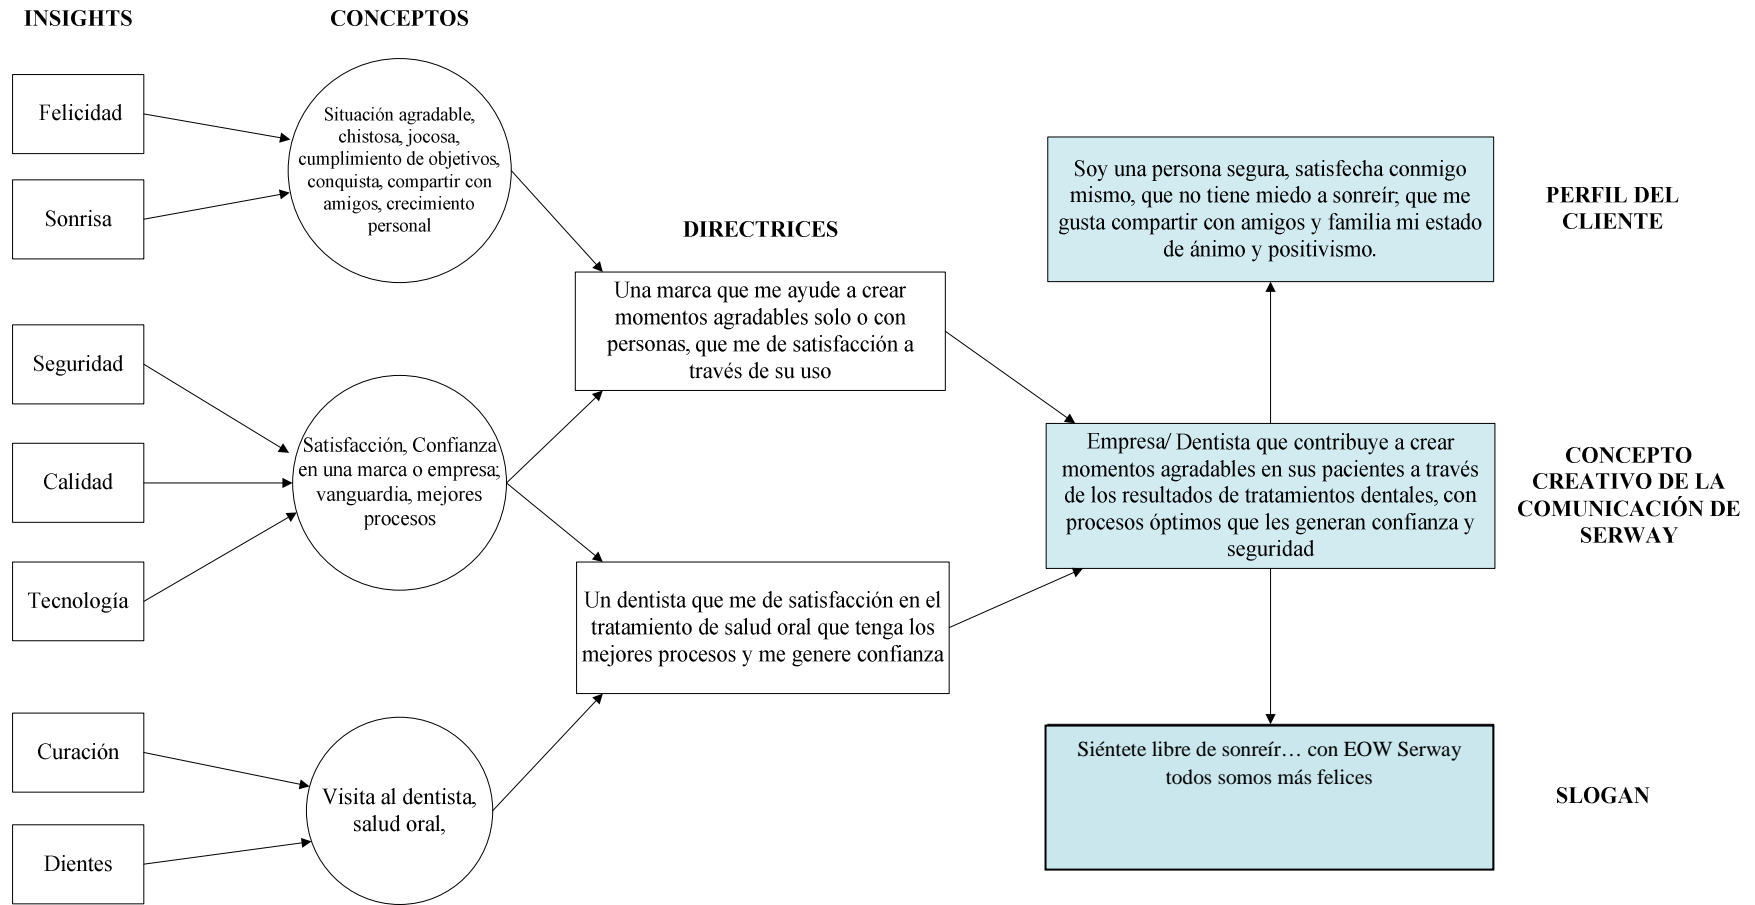 INSIGHTS
CONCEPTOS
Felicidad
Sonrisa
Seguridad
Calidad
Tecnología
Curación
Dientes
Situación agradable,
chistosa, jocosa,
cumplimiento de objetivos,
conquista, compartir con
amigos, crecimiento
personal
Satisfacción, Confianza
en una marca o empresa;
vanguardia, mejores
procesos
Visita al dentista,
salud oral,
DIRECTRICES
Una marca que me ayude a crear
momentos agradables solo o con
personas, que me de satisfacción a
través de su uso
Un dentista que me de satisfacción en el
tratamiento de salud oral que tenga los
mejores procesos y me genere confianza
Soy una persona segura, satisfecha conmigo
mismo, que no tiene miedo a sonreír; que me
gusta compartir con amigos y familia mi estado
de ánimo y positivismo.
PERFIL DEL
CLIENTE
Empresa/ Dentista que contribuye a crear
momentos agradables en sus pacientes a través
de los resultados de tratamientos dentales, con
procesos óptimos que les generan confianza y
seguridad
CONCEPTO
CREATIVO DE LA
COMUNICACIÓN DE
SERWAY
Siéntete libre de sonreír… con EOW Serway
todos somos más felices
SLOGAN